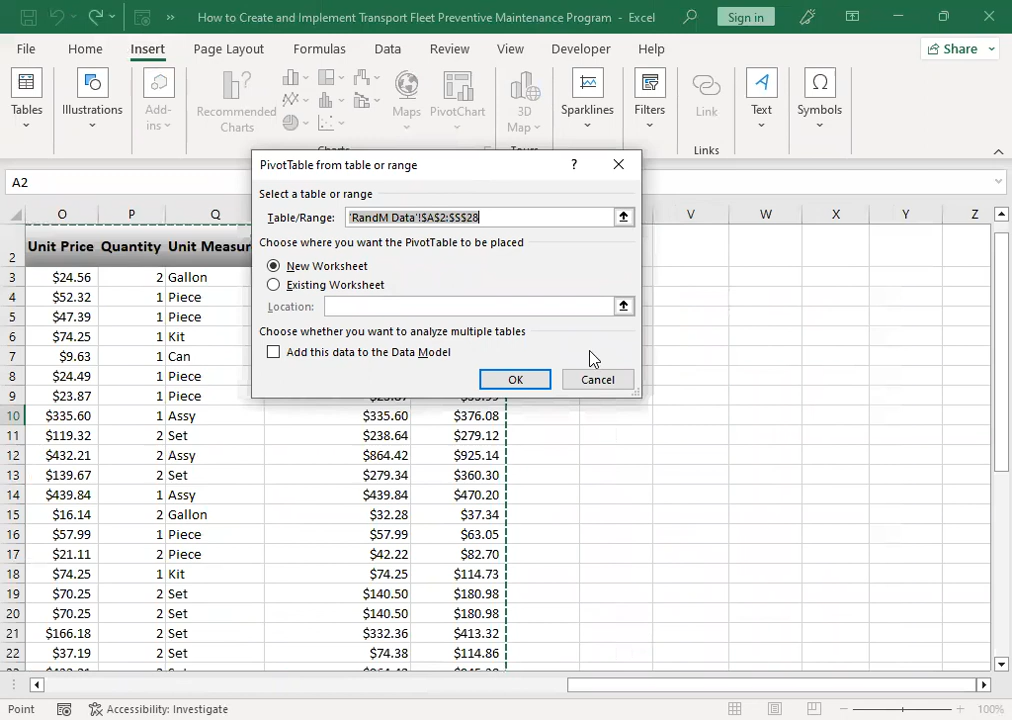 How to Create and Implement Transport Fleet Preventive Maintenance Program - Excel
Sign in
File Home Insert Page Layout Formulas Data Review View Developer Help Share
Tables Illustrations Add-ins Recommended Charts Maps PivotChart 3D Map Sparklines Filters Link Text Symbols
Links
A2
PivotTable from table or range ?
Select a table or range
Table/Range: 'RandM Data'!$A$2:$S$28
Choose where you want the PivotTable to be placed
New Worksheet
Existing Worksheet
Location:
Choose whether you want to analyze multiple tables
Add this data to the Data Model
OK Cancel
O P Q V W X Y Z
2 Unit Price Quantity Unit Measur
3 $24.56 2 Gallon
4 $52.32 1 Piece
5 $47.39 1 Piece
6 $74.25 1 Kit
7 $9.63 1 Can
8 $24.49 1 Piece
9 $23.87 1 Piece
10 $335.60 1 Assy $335.60 $376.08
11 $119.32 2 Set $238.64 $279.12
12 $432.21 2 Assy $864.42 $925.14
13 $139.67 2 Set $279.34 $360.30
14 $439.84 1 Assy $439.84 $470.20
15 $16.14 2 Gallon $32.28 $37.34
16 $57.99 1 Piece $57.99 $63.05
17 $21.11 2 Piece $42.22 $82.70
18 $74.25 1 Kit $74.25 $114.73
19 $70.25 2 Set $140.50 $180.98
20 $70.25 2 Set $140.50 $180.98
21 $166.18 2 Set $332.36 $413.32
22 $37.19 2 Set $74.38 $114.86
Point Accessibility: Investigate 100%